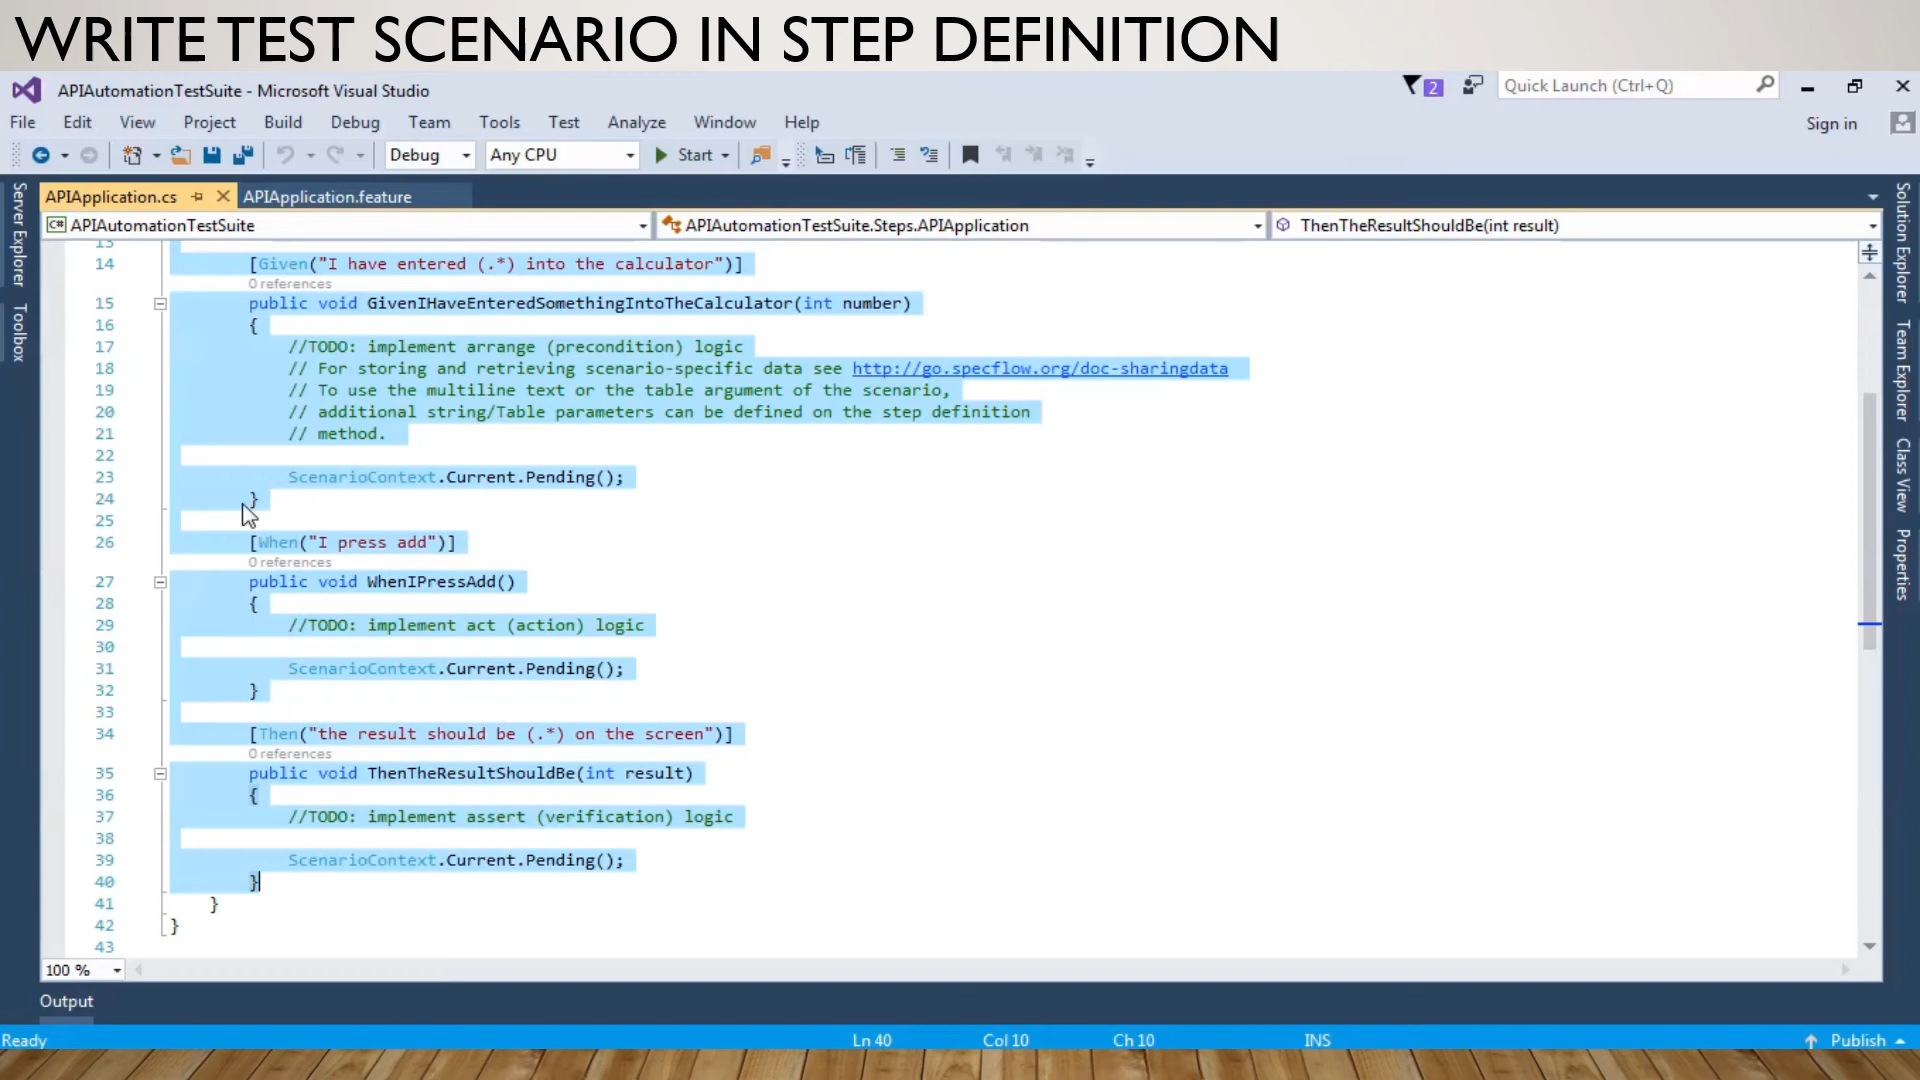 WRITE TEST SCENARIO IN STEP DEFINITION
APIAutomationTestSuite - Microsoft Visual Studio
2
Quick Launch (Ctrl+Q)
File Edit View Project Build Debug Team Tools Test Analyze Window Help
Sign in
Debug
Any CPU
Start
Server Explorer
Toolbox
APIApplication.cs
APIApplication.feature
C# APIAutomationTestSuite
APIAutomationTestSuite.Steps.APIApplication
ThenTheResultShouldBe(int result)
13
14 [Given("I have entered (.*) into the calculator")]
0 references
15 public void GivenIHaveEnteredSomethingIntoTheCalculator(int number)
16 {
17 //TODO: implement arrange (precondition) logic
18 // For storing and retrieving scenario-specific data see http://go.specflow.org/doc-sharingdata
19 // To use the multiline text or the table argument of the scenario,
20 // additional string/Table parameters can be defined on the step definition
21 // method.
22
23 ScenarioContext.Current.Pending();
24 }
25
26 [When("I press add")]
0 references
27 public void WhenIPressAdd()
28 {
29 //TODO: implement act (action) logic
30
31 ScenarioContext.Current.Pending();
32 }
33
34 [Then("the result should be (.*) on the screen")]
0 references
35 public void ThenTheResultShouldBe(int result)
36 {
37 //TODO: implement assert (verification) logic
38
39 ScenarioContext.Current.Pending();
40 }
41 }
42 }
43
100 %
Solution Explorer
Team Explorer
Class View
Properties
Output
Ready
Ln 40
Col 10
Ch 10
INS
Publish